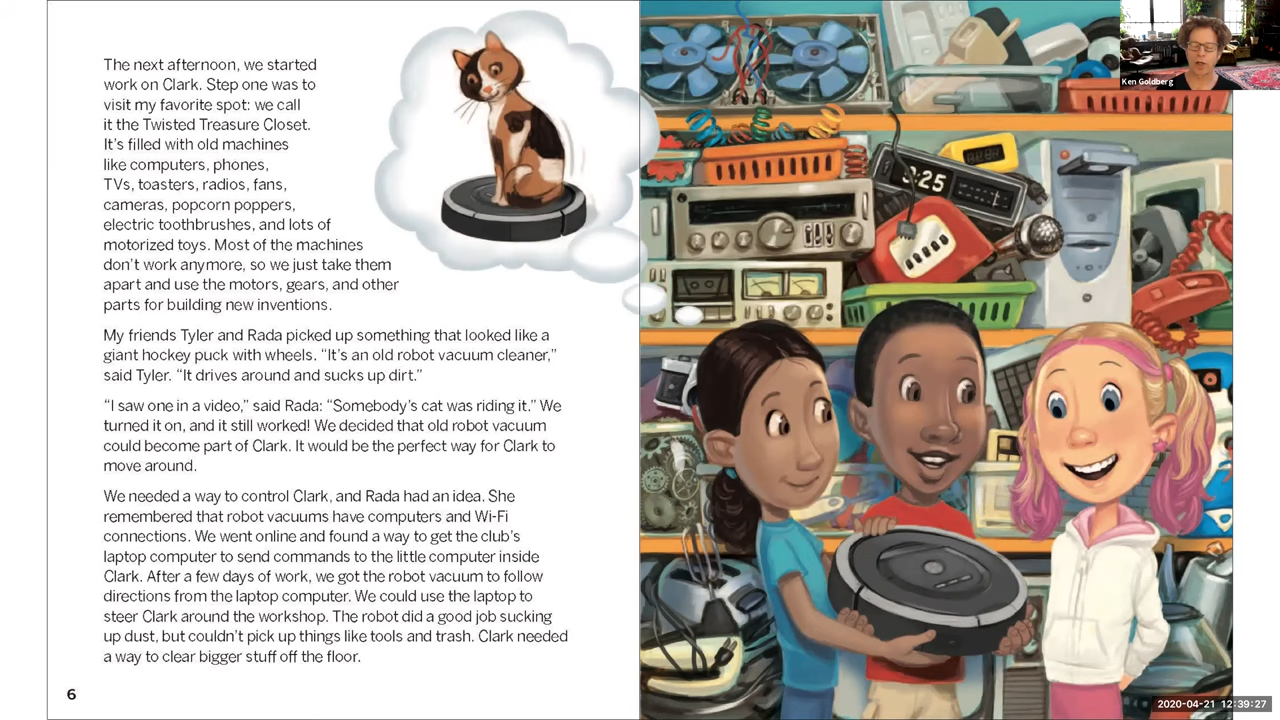 The next afternoon, we started
work on Clark. Step one was to
visit my favorite spot: we call
it the Twisted Treasure Closet.
It’s filled with old machines
like computers, phones,
TVs, toasters, radios, fans,
cameras, popcorn poppers,
electric toothbrushes, and lots of
motorized toys. Most of the machines
don’t work anymore, so we just take them
apart and use the motors, gears, and other
parts for building new inventions.
My friends Tyler and Rada picked up something that looked like a
giant hockey puck with wheels. “It’s an old robot vacuum cleaner,”
said Tyler. “It drives around and sucks up dirt.”
“I saw one in a video,” said Rada: “Somebody’s cat was riding it.” We
turned it on, and it still worked! We decided that old robot vacuum
could become part of Clark. It would be the perfect way for Clark to
move around.
We needed a way to control Clark, and Rada had an idea. She
remembered that robot vacuums have computers and Wi-Fi
connections. We went online and found a way to get the club’s
laptop computer to send commands to the little computer inside
Clark. After a few days of work, we got the robot vacuum to follow
directions from the laptop computer. We could use the laptop to
steer Clark around the workshop. The robot did a good job sucking
up dust, but couldn’t pick up things like tools and trash. Clark needed
a way to clear bigger stuff off the floor.
6
Ken Goldberg
9:25
2020-04-21 12:39:27